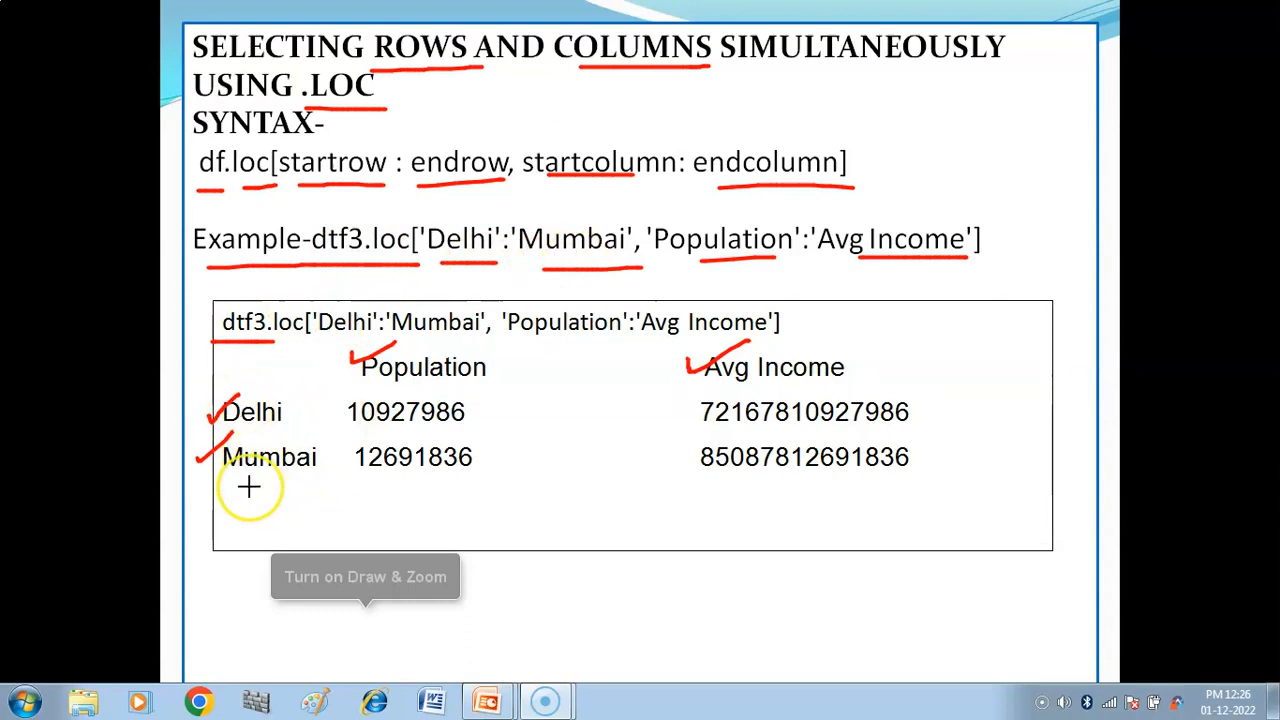 SELECTING ROWS AND COLUMNS SIMULTANEOUSLY
USING .LOC
SYNTAX-
df.loc[startrow : endrow, startcolumn: endcolumn]
Example-dtf3.loc['Delhi':'Mumbai', 'Population':'Avg Income']
dtf3.loc['Delhi':'Mumbai', 'Population':'Avg Income']
Population Avg Income
Delhi 10927986 72167810927986
Mumbai 12691836 85087812691836
Turn on Draw & Zoom
PM 12:26
01-12-2022